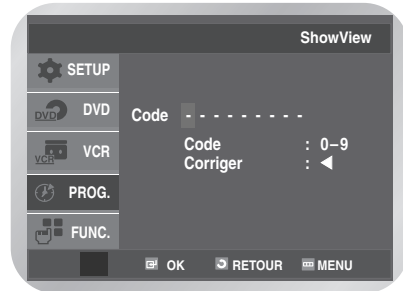 ShowView
SETUP
DVD DVD
VCR VCR
PROG.
FUNC.
Code - - - - - - - - -
Code : 0–9
Corriger : ◀
OK RETOUR MENU